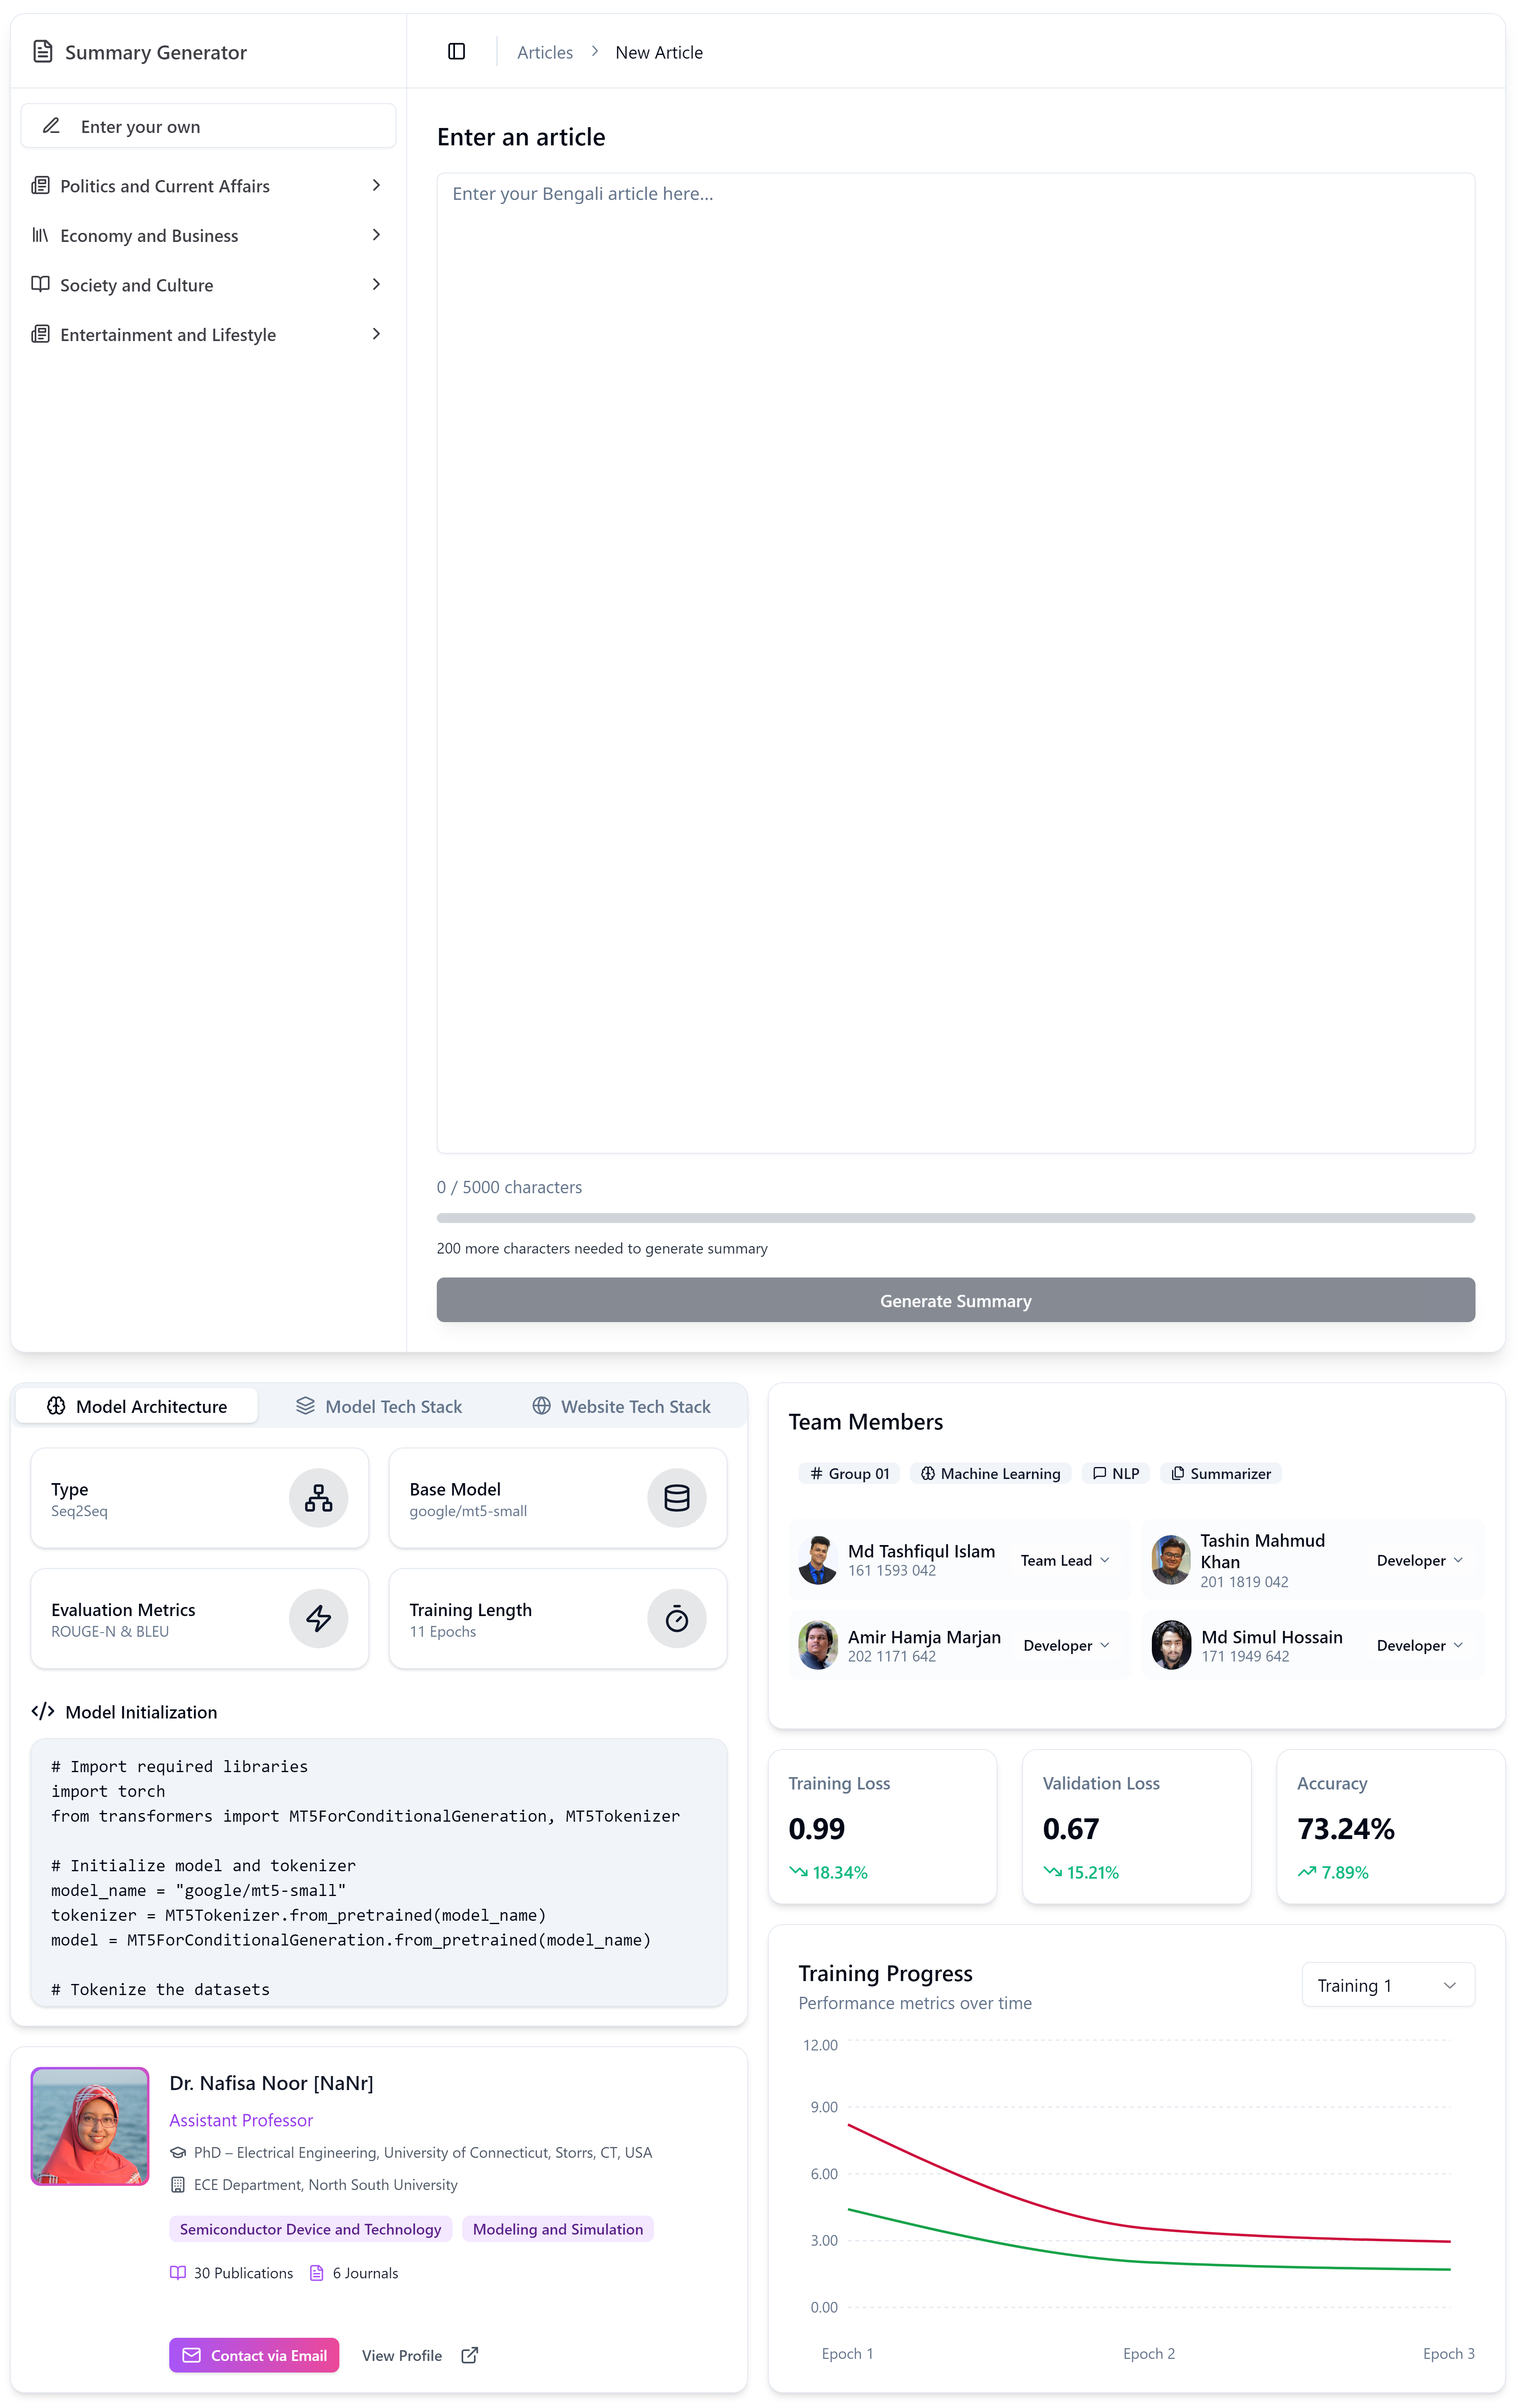 Summary Generator
Enter your own
Politics and Current Affairs
Economy and Business
Society and Culture
Entertainment and Lifestyle
Articles > New Article
Enter an article
Enter your Bengali article here...
0 / 5000 characters
200 more characters needed to generate summary
Generate Summary
Model Architecture
Model Tech Stack
Website Tech Stack
Type
Seq2Seq
Base Model
google/mt5-small
Evaluation Metrics
ROUGE-N & BLEU
Training Length
11 Epochs
</> Model Initialization
# Import required libraries
import torch
from transformers import MT5ForConditionalGeneration, MT5Tokenizer
# Initialize model and tokenizer
model_name = "google/mt5-small"
tokenizer = MT5Tokenizer.from_pretrained(model_name)
model = MT5ForConditionalGeneration.from_pretrained(model_name)
# Tokenize the datasets
Dr. Nafisa Noor [NaNr]
Assistant Professor
PhD – Electrical Engineering, University of Connecticut, Storrs, CT, USA
ECE Department, North South University
Semiconductor Device and Technology
Modeling and Simulation
30 Publications
6 Journals
Contact via Email
View Profile
Team Members
# Group 01
Machine Learning
NLP
Summarizer
Md Tashfiqul Islam
161 1593 042
Team Lead
Tashin Mahmud
Khan
201 1819 042
Developer
Amir Hamja Marjan
202 1171 642
Developer
Md Simul Hossain
171 1949 642
Developer
Training Loss
0.99
18.34%
Validation Loss
0.67
15.21%
Accuracy
73.24%
7.89%
Training Progress
Performance metrics over time
Training 1
12.00
9.00
6.00
3.00
0.00
Epoch 1
Epoch 2
Epoch 3